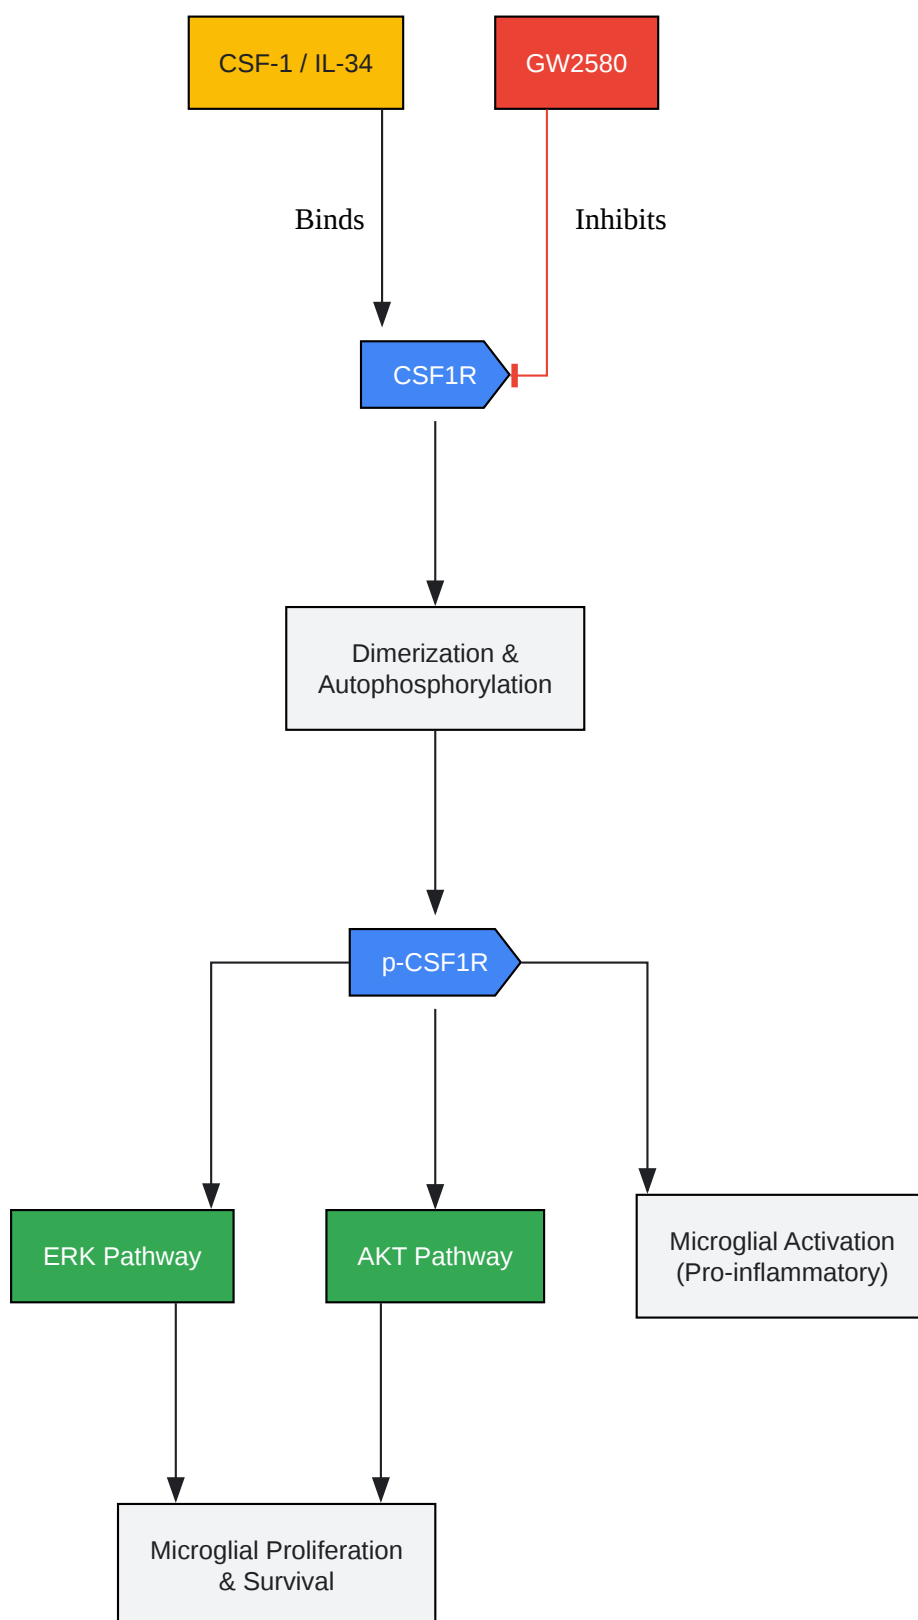 CSF-1 / IL-34
GW2580
Binds
Inhibits
CSF1R
Dimerization &
Autophosphorylation
p-CSF1R
ERK Pathway
AKT Pathway
Microglial Activation
(Pro-inflammatory)
Microglial Proliferation
& Survival